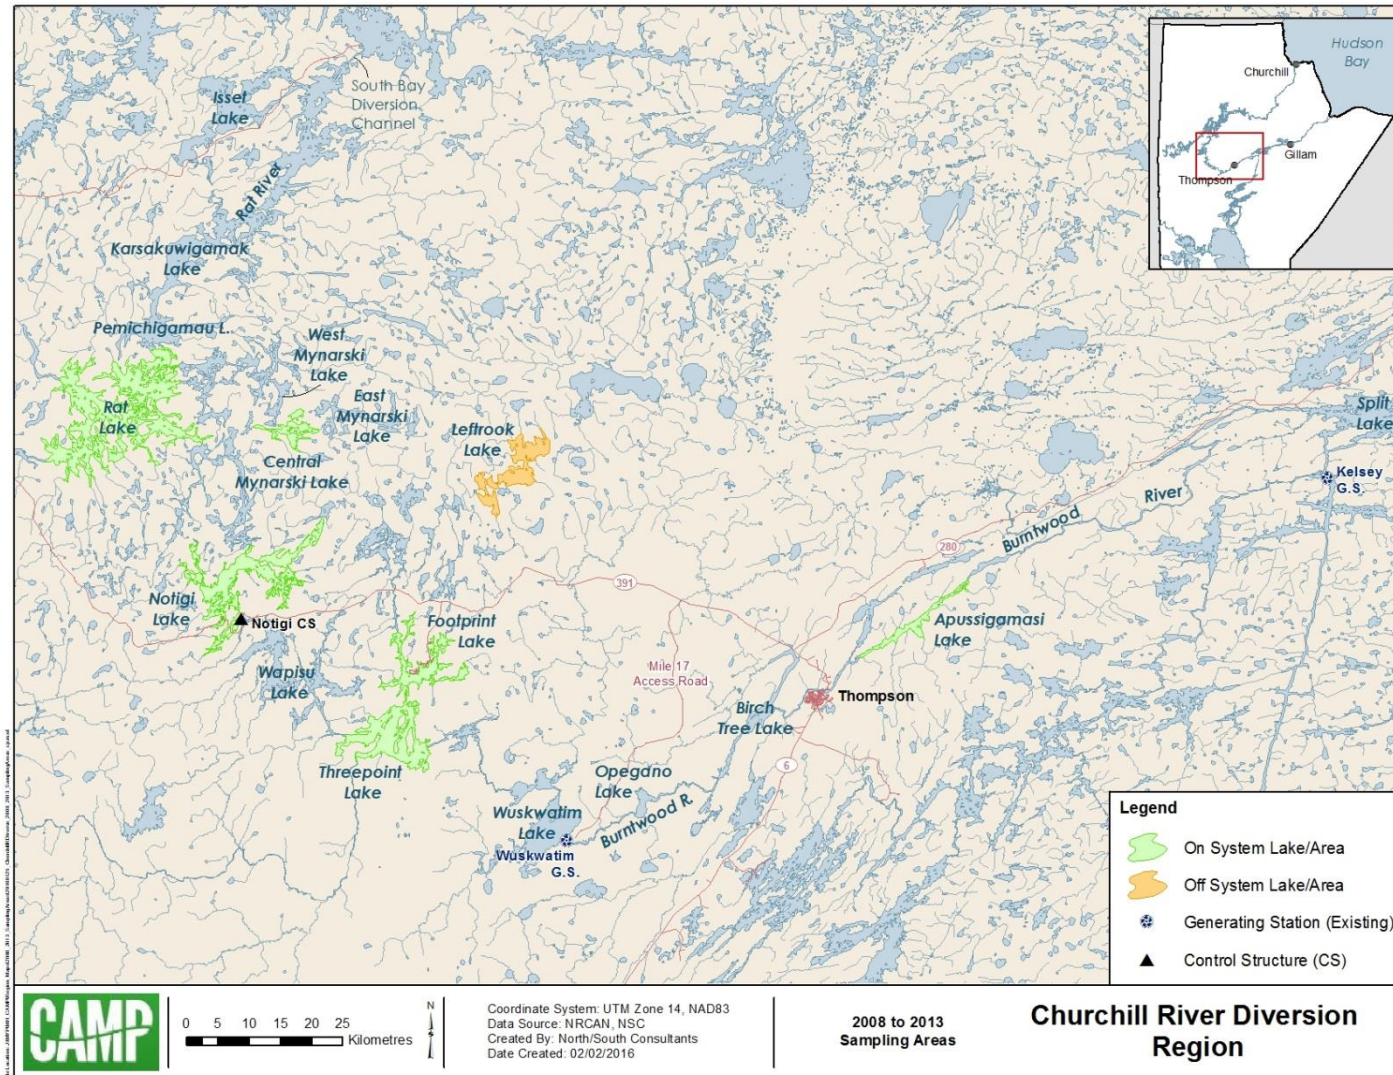 Hudson
Bay
Churchill
Gillam
Thompson
South Bay
Diversion
Channel
Isset
Lake
Rat River
Karsakuwigamak
Lake
Pemichigamau L.
West
Mynarski
Lake
East
Mynarski
Lake
Rat
Lake
Central
Mynarski Lake
Leftrook
Lake
Split
Lake
Kelsey
G.S.
Burntwood River
280
391
Notigi
Lake
Notigi CS
Footprint
Lake
Apussigamasi
Lake
Wapisu
Lake
Mile 17
Access Road
Thompson
Birch
Tree Lake
6
Threepoint
Lake
Opegano
Lake
Wuskwatim
Lake
Burntwood R.
Wuskwatim
G.S.
Legend
On System Lake/Area
Off System Lake/Area
Generating Station (Existing)
Control Structure (CS)
CAMP
0 5 10 15 20 25
Kilometres
N
Coordinate System: UTM Zone 14, NAD83
Data Source: NRCAN, NSC
Created By: North/South Consultants
Date Created: 02/02/2016
2008 to 2013
Sampling Areas
Churchill River Diversion
Region